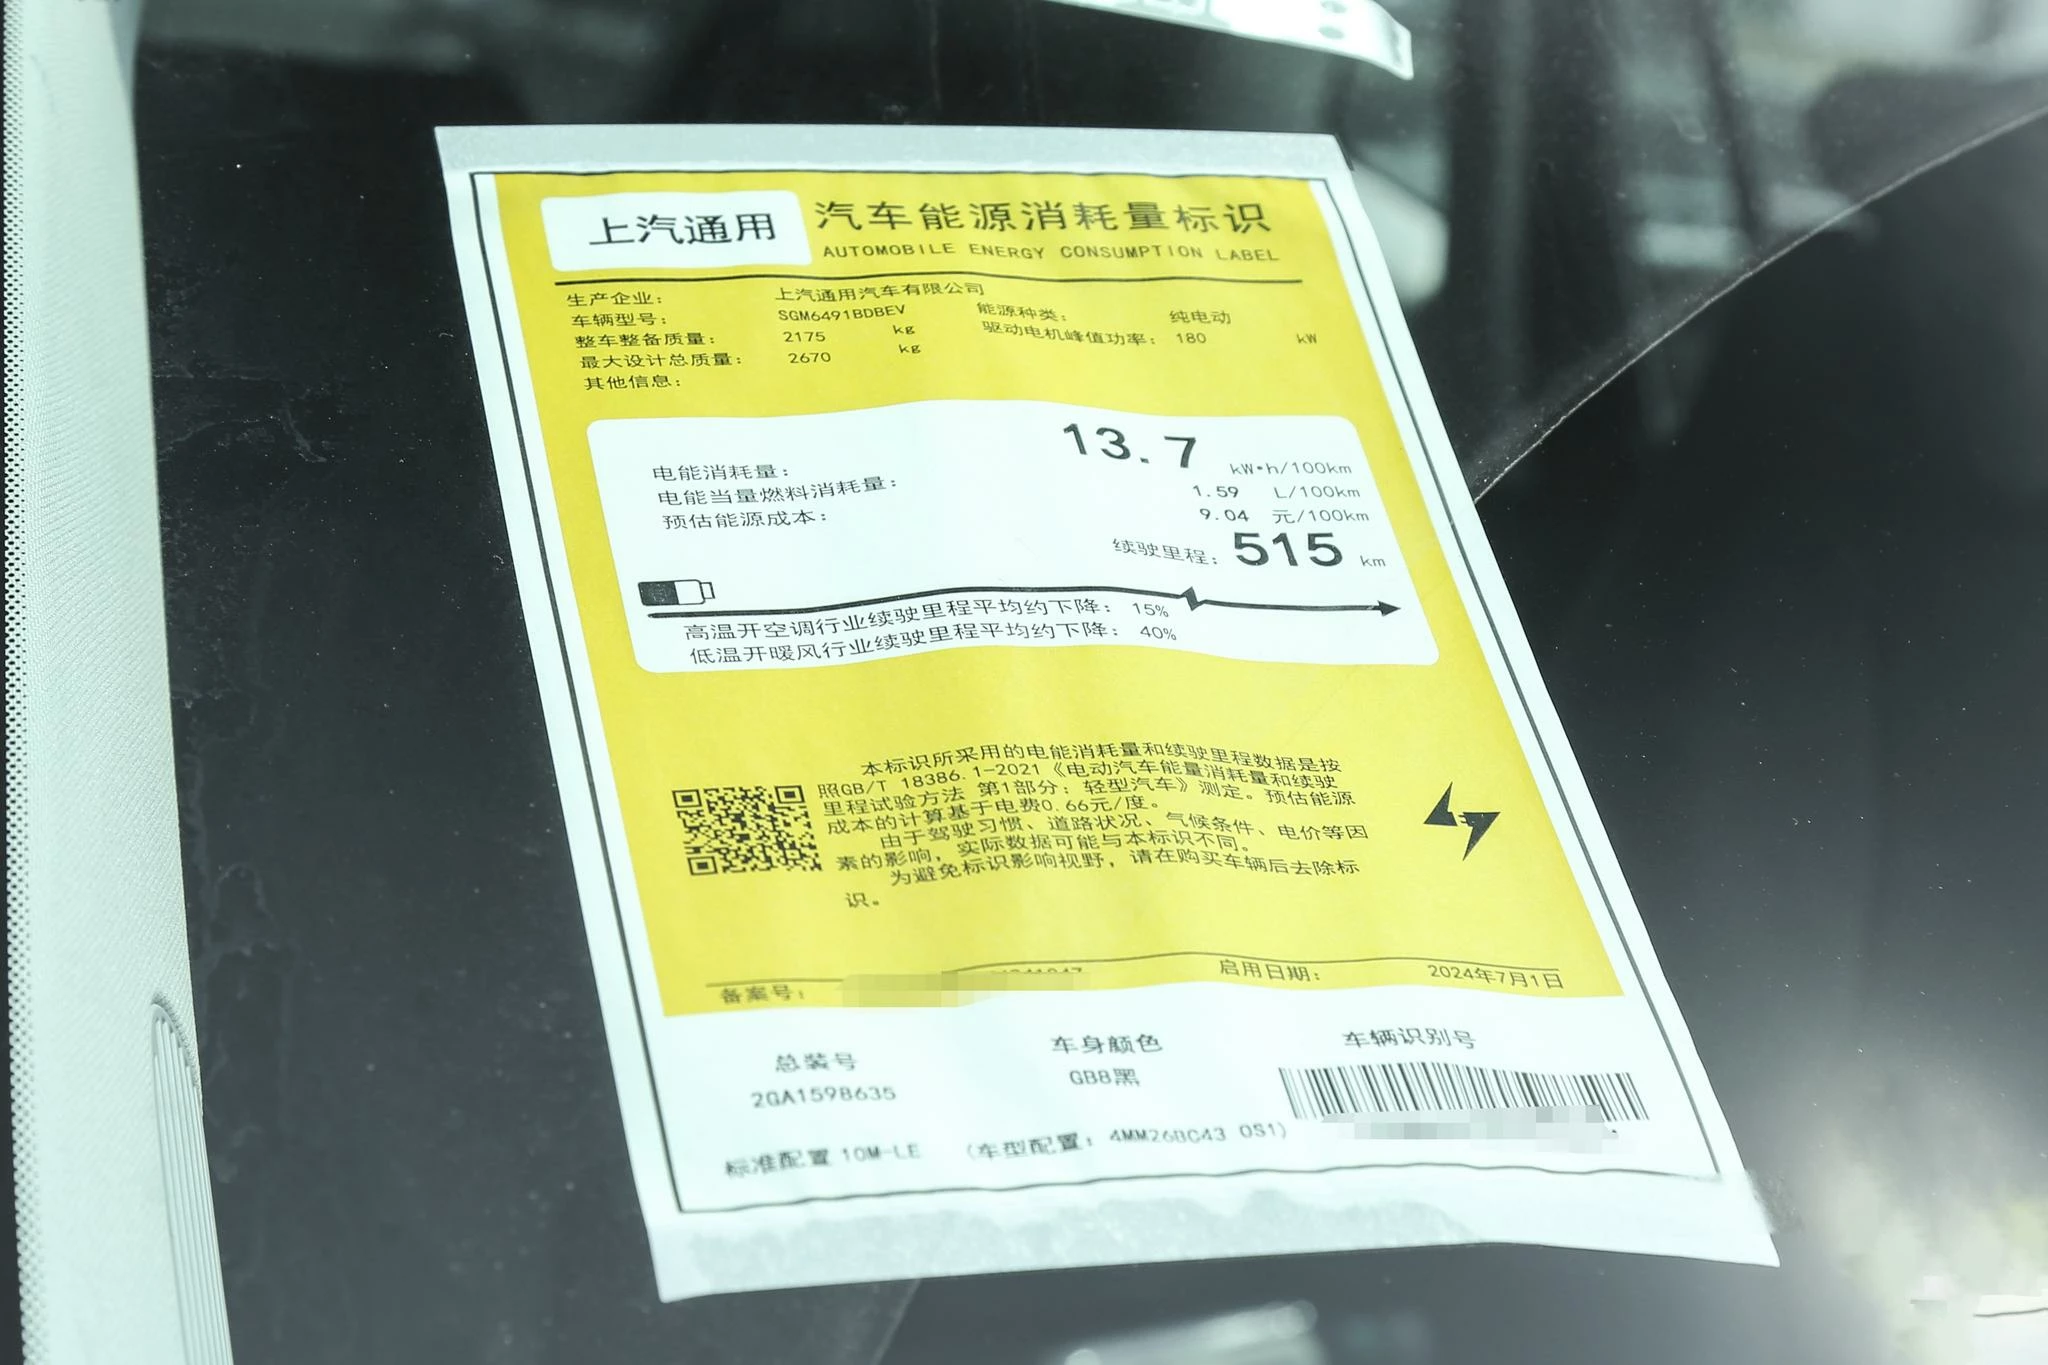 上汽通用
汽车能源消耗量标识
AUTOMOBILE ENERGY CONSUMPTION LABEL
生产企业： 上汽通用汽车有限公司
车辆型号： SGM6491BDBEV 能源种类： 纯电动
整车整备质量： 2175 kg 驱动电机峰值功率： 180 kW
最大设计总质量： 2670 kg
其他信息：
电能消耗量： 13.7 kW•h/100km
电能当量燃料消耗量： 1.59 L/100km
预估能源成本： 9.04 元/100km
续驶里程： 515 km
高温开空调行业续驶里程平均约下降： 15%
低温开暖风行业续驶里程平均约下降： 40%
本标识所采用的电能消耗量和续驶里程数据是按
照GB/T 18386.1-2021《电动汽车能量消耗量和续驶
里程试验方法 第1部分：轻型汽车》测定。预估能源
成本的计算基于电费0.66元/度。
由于驾驶习惯、道路状况、气候条件、电价等因
素的影响，实际数据可能与本标识不同。
为避免标识影响视野，请在购买车辆后去除标
识。
备案号： 启用日期： 2024年7月1日
总装号 车身颜色 车辆识别号
2GA1598635 GB8黑
标准配置 10M-LE （车型配置：4MM26BC43 0S1）